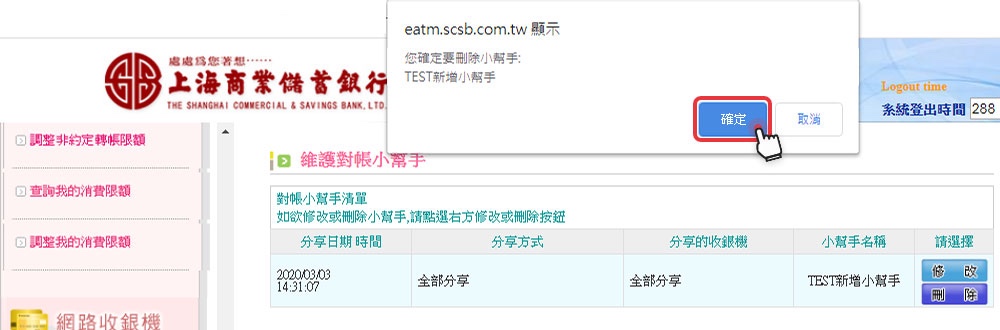 eatm.scsb.com.tw 顯示
您確定要刪除小幫手:
TEST新增小幫手
確定
取消
處處為您著想……
上海商業儲蓄銀行
THE SHANGHAI COMMERCIAL & SAVINGS BANK, LTD.
Logout time
系統登出時間 288
調整非約定轉帳限額
查詢我的消費限額
調整我的消費限額
網路收銀機
維護對帳小幫手
對帳小幫手清單
如欲修改或刪除小幫手,請點選右方修改或刪除按鈕
分享日期時間 分享方式 分享的收銀機 小幫手名稱 請選擇
2020/03/03
14:31:07
全部分享 全部分享 TEST新增小幫手
修 改
刪 除